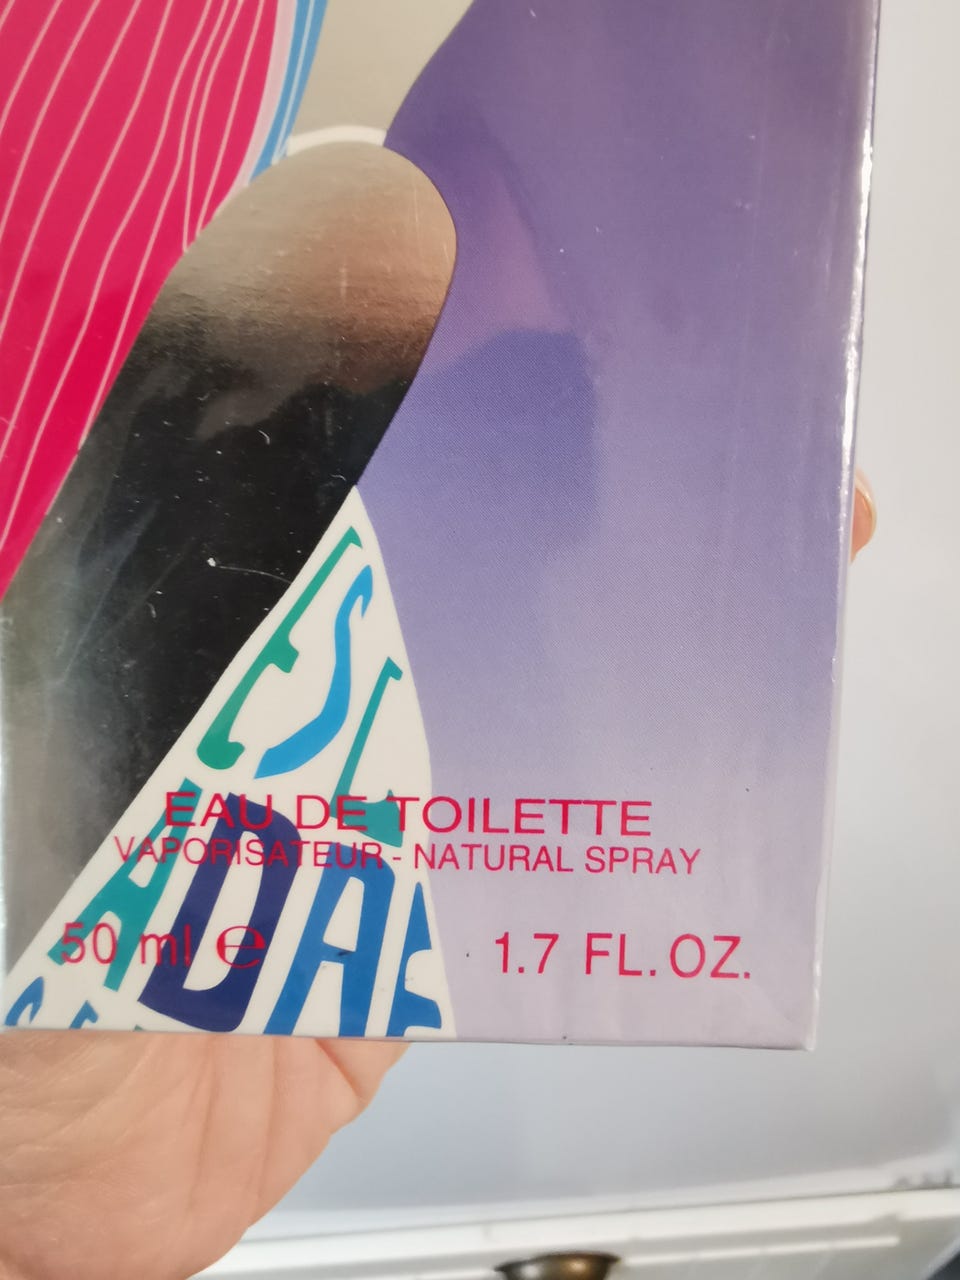 EAU DE TOILETTE
VAPORISATEUR - NATURAL SPRAY
50 ml ℮ 1.7 FL. OZ.